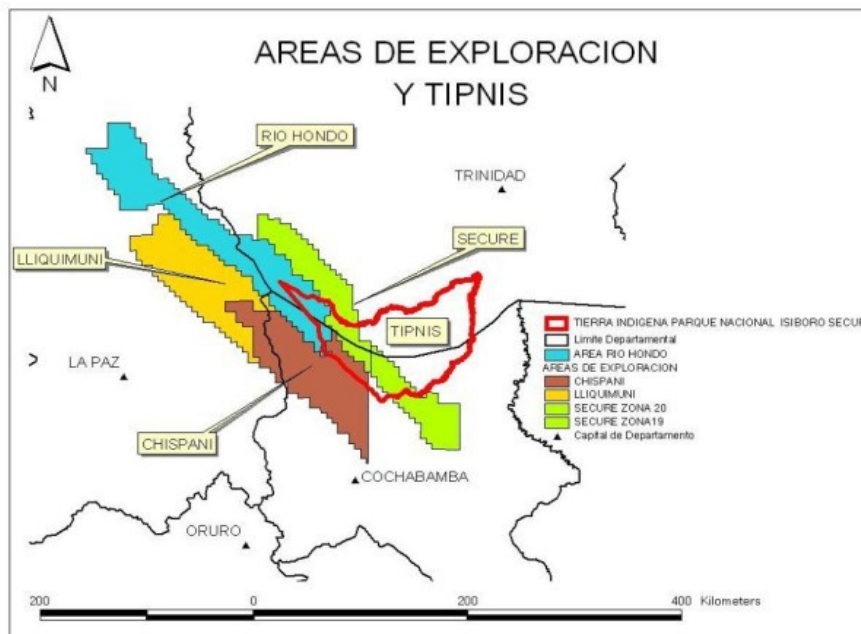 AREAS DE EXPLORACION
Y TIPNIS
N
RIO HONDO
TRINIDAD
SECURE
LLIQUIMUNI
TIPNIS
LA PAZ
CHISPANI
COCHABAMBA
ORURO
TIERRA INDIGENA PARQUE NACIONAL ISIBORO SECUR
Limite Departamental
AREA RIO HONDO
AREAS DE EXPLORACION
CHISPANI
LLIQUIMUNI
SECURE ZONA 20
SECURE ZONA19
Capital de Departamento
200 0 200 400 Kilometers